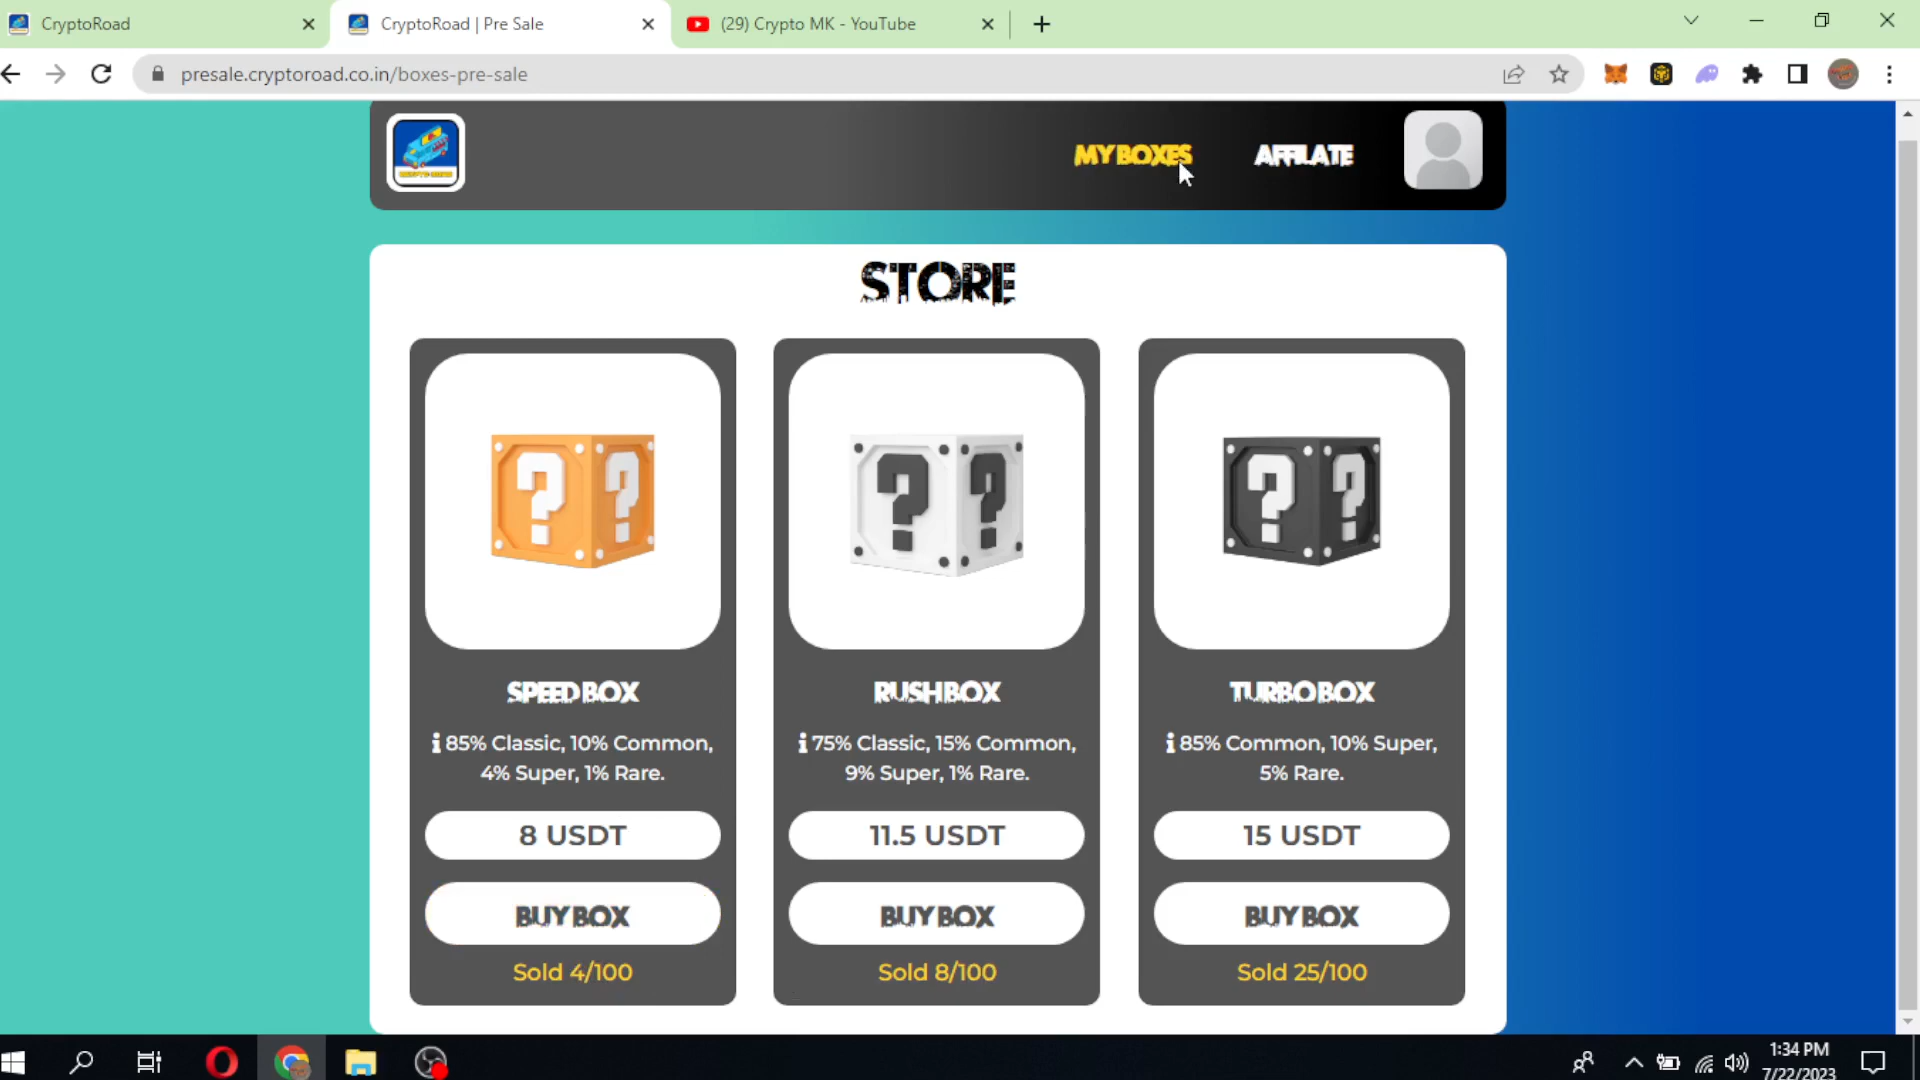 CryptoRoad
CryptoRoad | Pre Sale
(29) Crypto MK - YouTube
presale.cryptoroad.co.in/boxes-pre-sale
MY BOXES
AFFILATE
STORE
SPEED BOX
RUSH BOX
TURBO BOX
85% Classic, 10% Common,
4% Super, 1% Rare.
75% Classic, 15% Common,
9% Super, 1% Rare.
85% Common, 10% Super,
5% Rare.
8 USDT
11.5 USDT
15 USDT
BUY BOX
BUY BOX
BUY BOX
Sold 4/100
Sold 8/100
Sold 25/100
1:34 PM
7/22/2023